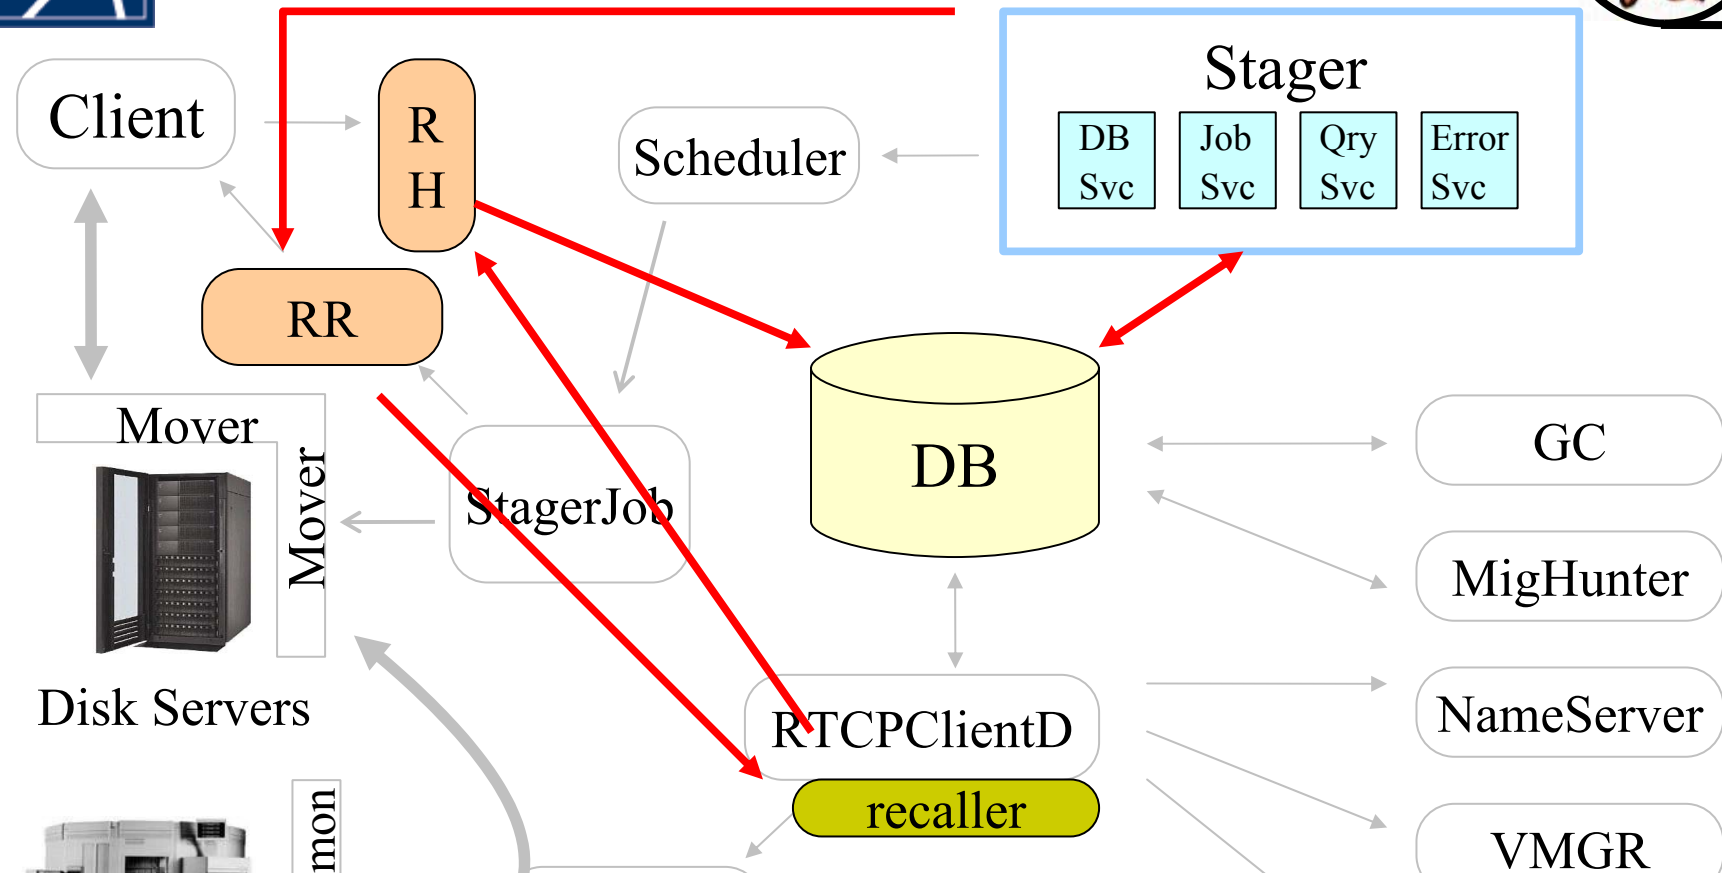 Stager
Client
R
H
Scheduler
DB
Svc
Job
Svc
Qry
Svc
Error
Svc
RR
Mover
Mover
StagerJob
DB
GC
MigHunter
Disk Servers
RTCPClientD
NameServer
recaller
VMGR